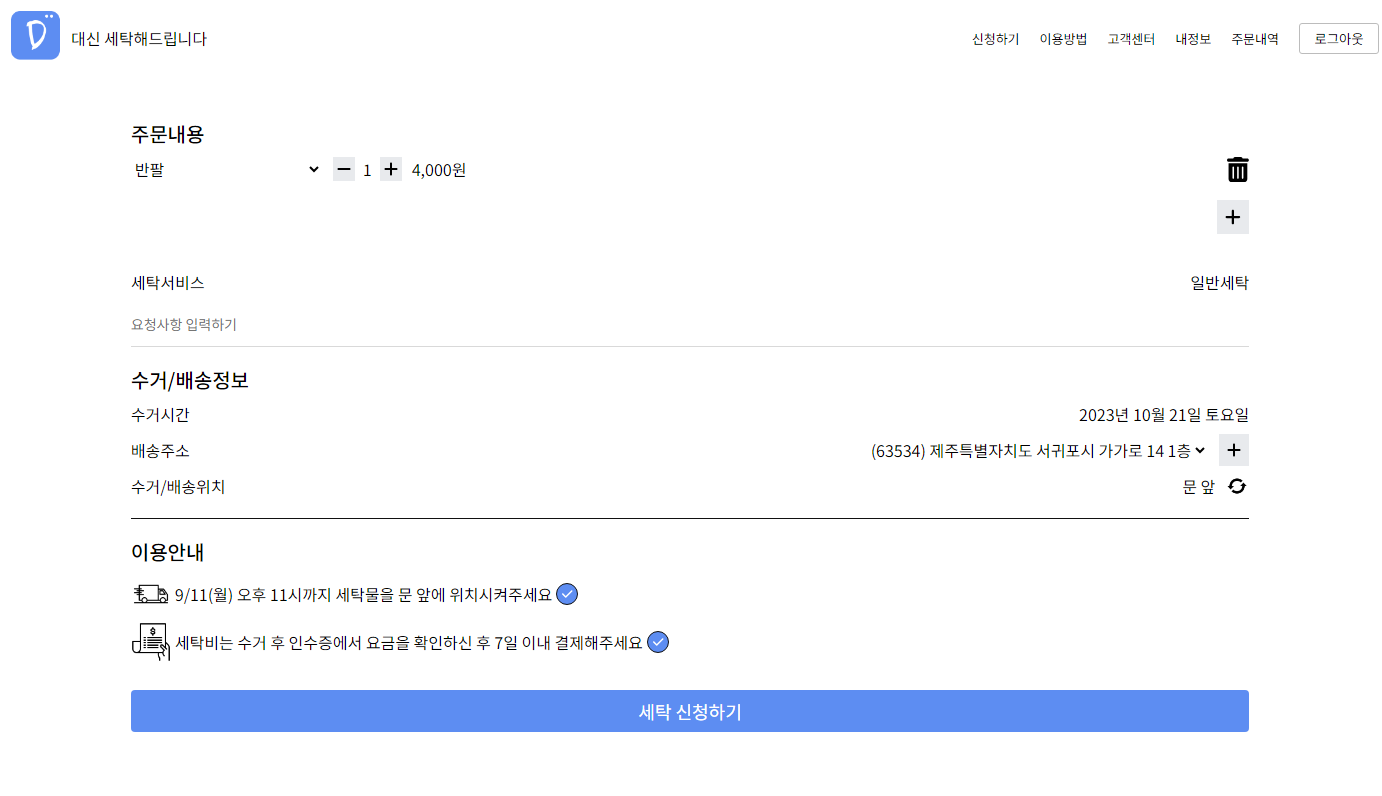 D 대신 세탁해드립니다 신청하기 이용방법 고객센터 내정보 주문내역 로그아웃
주문내용
반팔 1 4,000원
세탁서비스 일반세탁
요청사항 입력하기
수거/배송정보
수거시간 2023년 10월 21일 토요일
배송주소 (63534) 제주특별자치도 서귀포시 가가로 14 1층
수거/배송위치 문 앞
이용안내
9/11(월) 오후 11시까지 세탁물을 문 앞에 위치시켜주세요
세탁비는 수거 후 인수증에서 요금을 확인하신 후 7일 이내 결제해주세요
세탁 신청하기